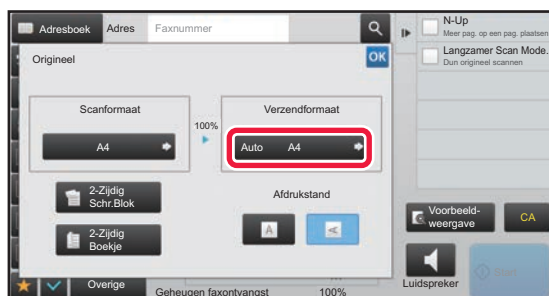 Adresboek
Adres
Faxnummer
N-Up
Meer pag. op een pag. plaatsen
Langzamer Scan Mode.
Dun origineel scannen
Origineel
OK
Scanformaat
100%
Verzendformaat
A4
Auto A4
2-Zijdig
Schr.Blok
Afdrukstand
2-Zijdig
Boekje
A
A
Voorbeeld-
weergave
CA
Overige
Geheugen faxontvangst 100%
Luidspreker
Start